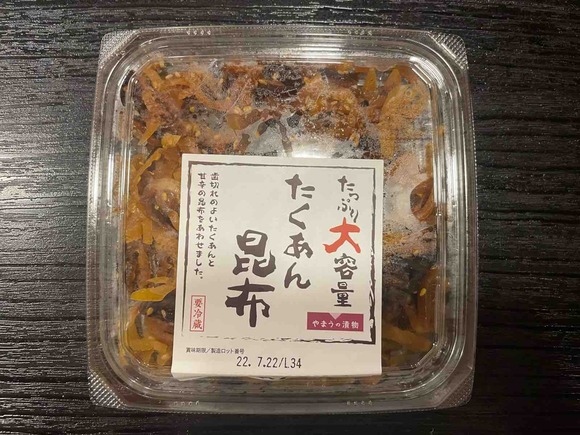 たっぷり大容量
たくあん
昆布
歯切れのよいたくあんと
甘辛の昆布をあわせました。
要冷蔵
やまうの漬物
賞味期限/製造ロット番号
22. 7.22/L34